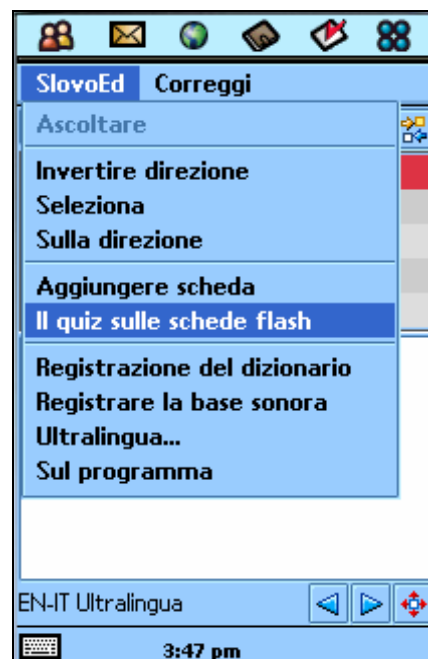 SlovoEd Correggi
Ascoltare
Invertire direzione
Seleziona
Sulla direzione
Aggiungere scheda
Il quiz sulle schede flash
Registrazione del dizionario
Registrare la base sonora
Ultralingua...
Sul programma
EN-IT Ultralingua
3:47 pm